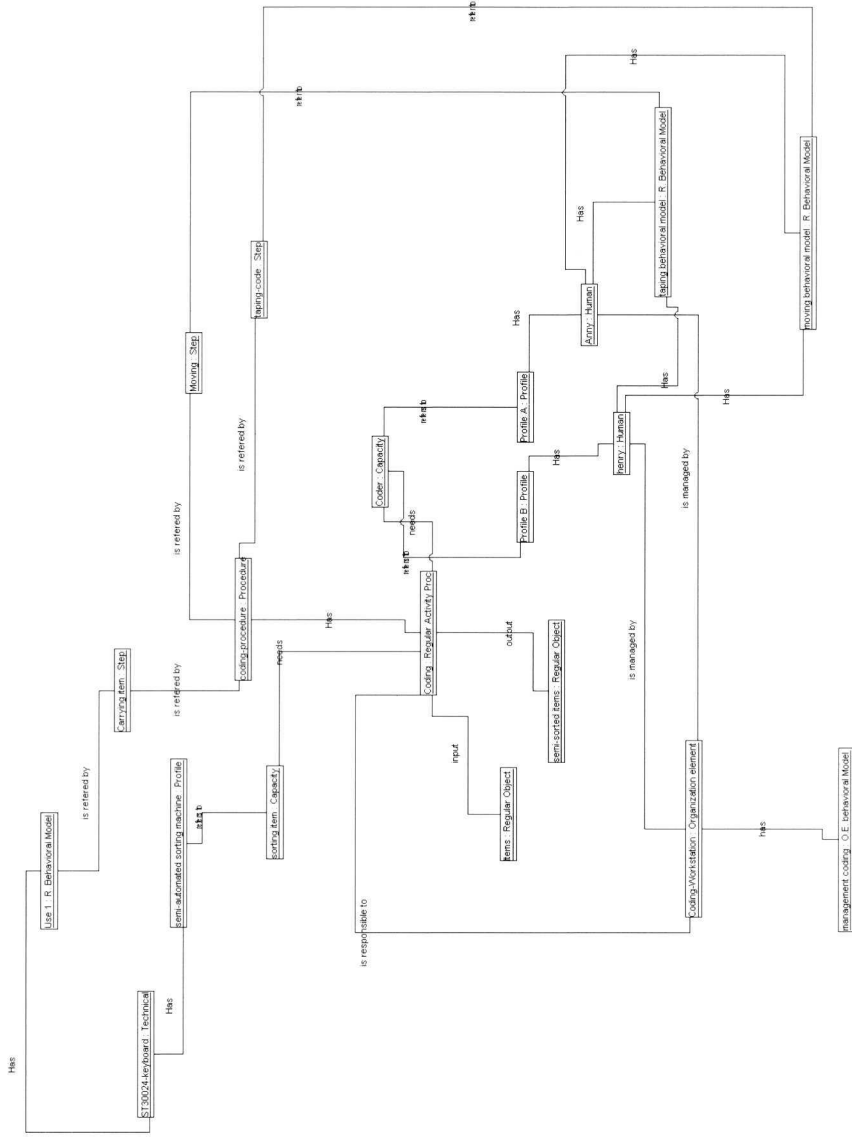 Has
Use 1 : R. Behavioral Model
is refered by
Carrying item : Step
ST30024-keyboard : Technical
Has
semi-automated sorting machine : Profile
is refered by
is refered by
Moving : Step
coding-procedure : Procedure
is refered by
taping-code : Step
sorting item : Capacity
needs
Has
is responsible to
Coder : Capacity
needs
Coding : Regular Activity Proc
input
output
Items : Regular Object
semi-sorted items : Regular Object
Profile B : Profile
Profile A : Profile
Has
Has
Anny : Human
Has
Has
henry : Human
is managed by
Has
taping behavioral model : R. Behavioral Model
is managed by
Coding-Workstation : Organization element
Has
has
moving behavioral model : R. Behavioral Model
management coding : O.E. behavioral Model